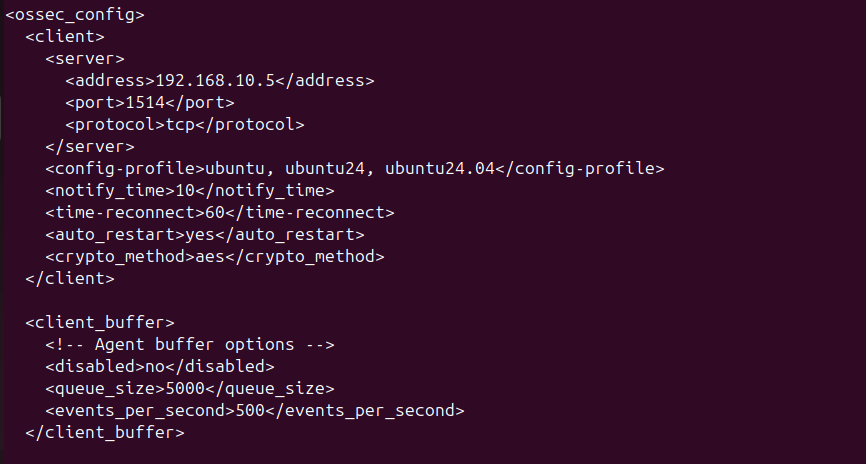 <ossec_config>
  <client>
    <server>
      <address>192.168.10.5</address>
      <port>1514</port>
      <protocol>tcp</protocol>
    </server>
    <config-profile>ubuntu, ubuntu24, ubuntu24.04</config-profile>
    <notify_time>10</notify_time>
    <time-reconnect>60</time-reconnect>
    <auto_restart>yes</auto_restart>
    <crypto_method>aes</crypto_method>
  </client>

  <client_buffer>
    <!-- Agent buffer options -->
    <disabled>no</disabled>
    <queue_size>5000</queue_size>
    <events_per_second>500</events_per_second>
  </client_buffer>